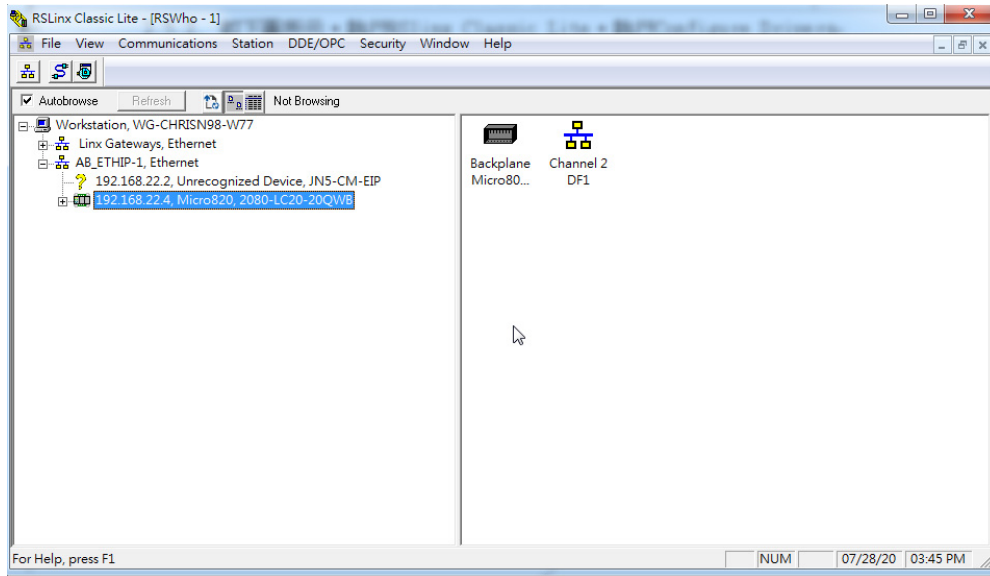 RSLinx Classic Lite - [RSWho - 1]
File View Communications Station DDE/OPC Security Window Help
Autobrowse Refresh Not Browsing
Workstation, WG-CHRISN98-W77
Linx Gateways, Ethernet
AB_ETHIP-1, Ethernet
192.168.22.2, Unrecognized Device, JN5-CM-EIP
192.168.22.4, Micro820, 2080-LC20-20QWB
Backplane Channel 2
Micro80... DF1
For Help, press F1 NUM 07/28/20 03:45 PM